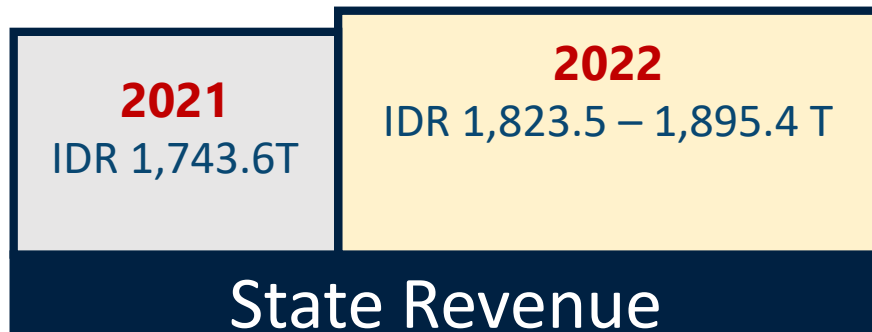 2021
IDR 1,743.6T
2022
IDR 1,823.5 – 1,895.4 T
State Revenue